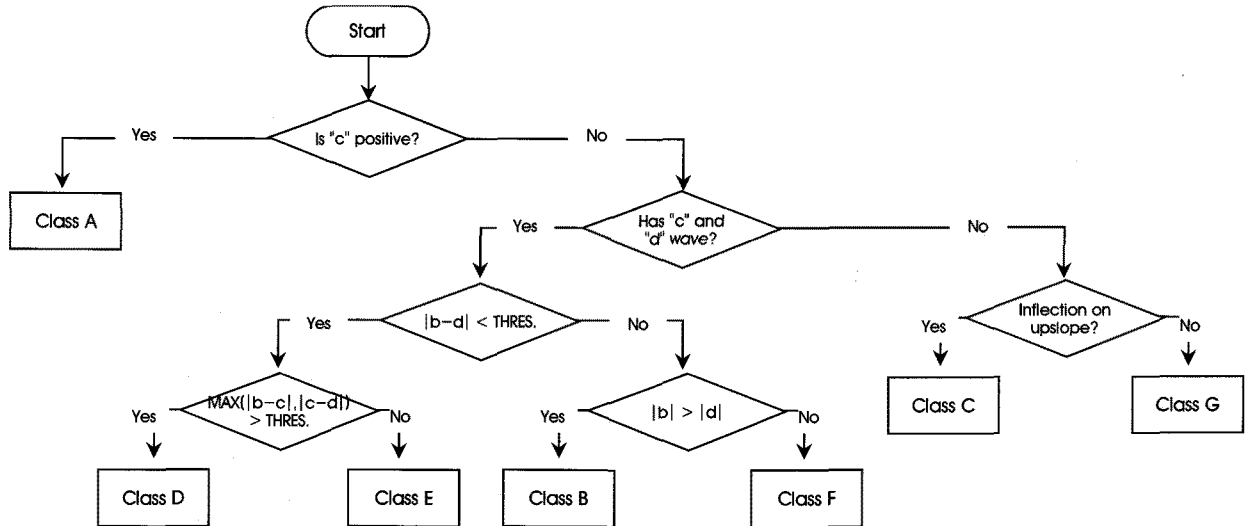 Start
Is "c" positive?
Yes
No
Class A
Has "c" and
"d" wave?
Yes
No
|b-d| < THRES.
Yes
No
Inflection on
upslope?
Yes
No
MAX(|b-c|,|c-d|)
> THRES.
Yes
No
|b| > |d|
Yes
No
Class C
Class G
Class D
Class E
Class B
Class F